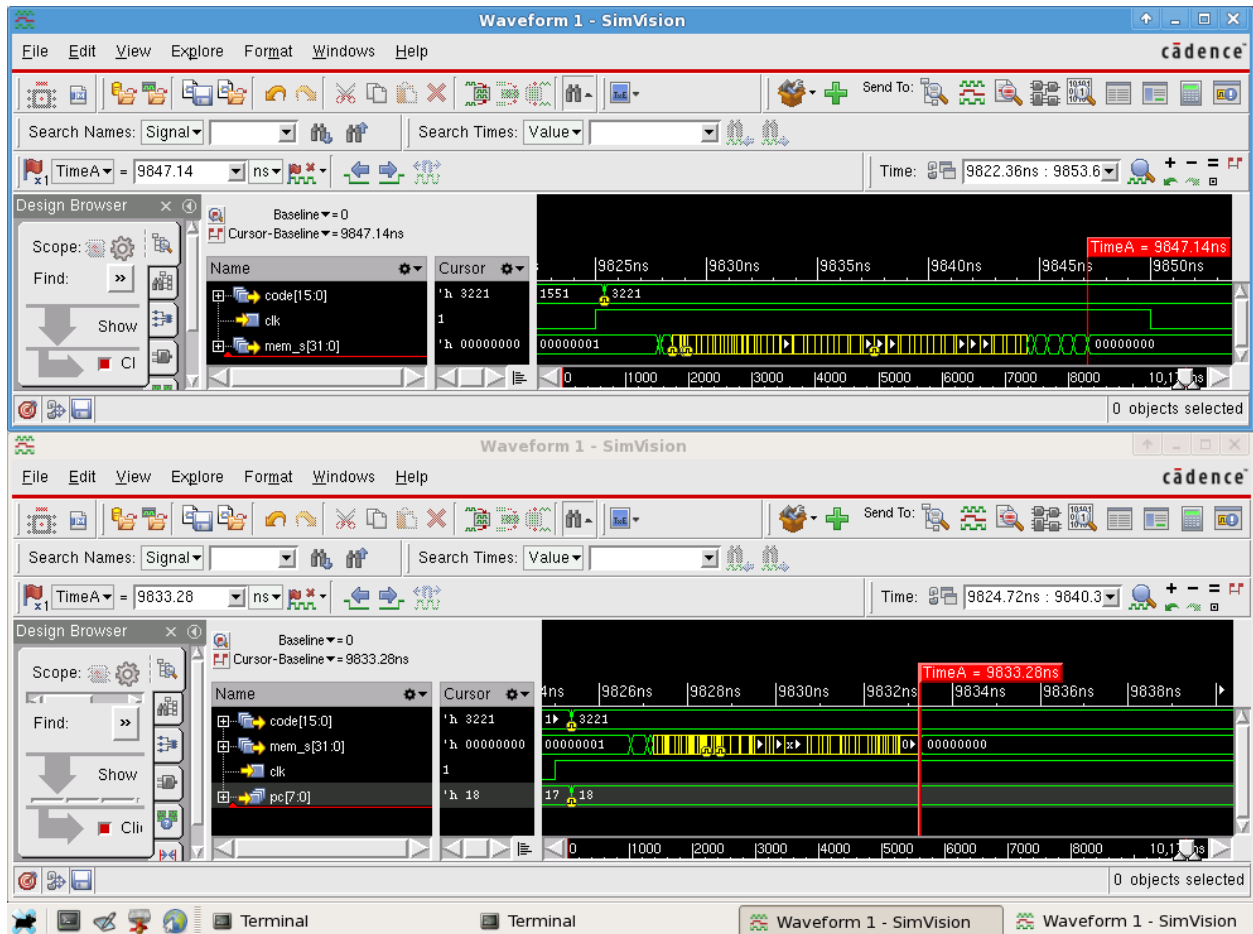 Waveform 1 - SimVision
File Edit View Explore Format Windows Help cādence
Send To:
Search Names: Signal Search Times: Value
TimeA = 9847.14 ns Time: 9822.36ns : 9853.6
Design Browser
Baseline = 0
Cursor-Baseline = 9847.14ns
TimeA = 9847.14ns
Scope:
Find:
Show
Name Cursor 9825ns 9830ns 9835ns 9840ns 9845ns 9850ns
code[15:0] 'h 3221 1551 3221
clk 1
mem_s[31:0] 'h 00000000 00000001 00000000
0 1000 2000 3000 4000 5000 6000 7000 8000
0 objects selected
Waveform 1 - SimVision
File Edit View Explore Format Windows Help cādence
Send To:
Search Names: Signal Search Times: Value
TimeA = 9833.28 ns Time: 9824.72ns : 9840.3
Design Browser
Baseline = 0
Cursor-Baseline = 9833.28ns
TimeA = 9833.28ns
Scope:
Find:
Show
Name Cursor 4ns 9826ns 9828ns 9830ns 9832ns 9834ns 9836ns 9838ns
code[15:0] 'h 3221 1 3221
mem_s[31:0] 'h 00000000 00000001 x 0 00000000
clk 1
pc[7:0] 'h 18 17 18
0 1000 2000 3000 4000 5000 6000 7000 8000
0 objects selected
Terminal Terminal Waveform 1 - SimVision Waveform 1 - SimVision